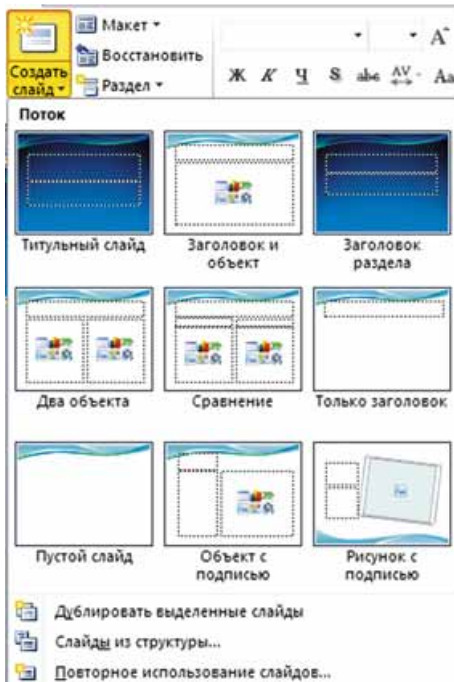 Создать слайд
Макет
Восстановить
Раздел
Ж К Ч S abc AV Aa A
Поток
Титульный слайд
Заголовок и объект
Заголовок раздела
Два объекта
Сравнение
Только заголовок
Пустой слайд
Объект с подписью
Рисунок с подписью
Дублировать выделенные слайды
Слайды из структуры...
Повторное использование слайдов...